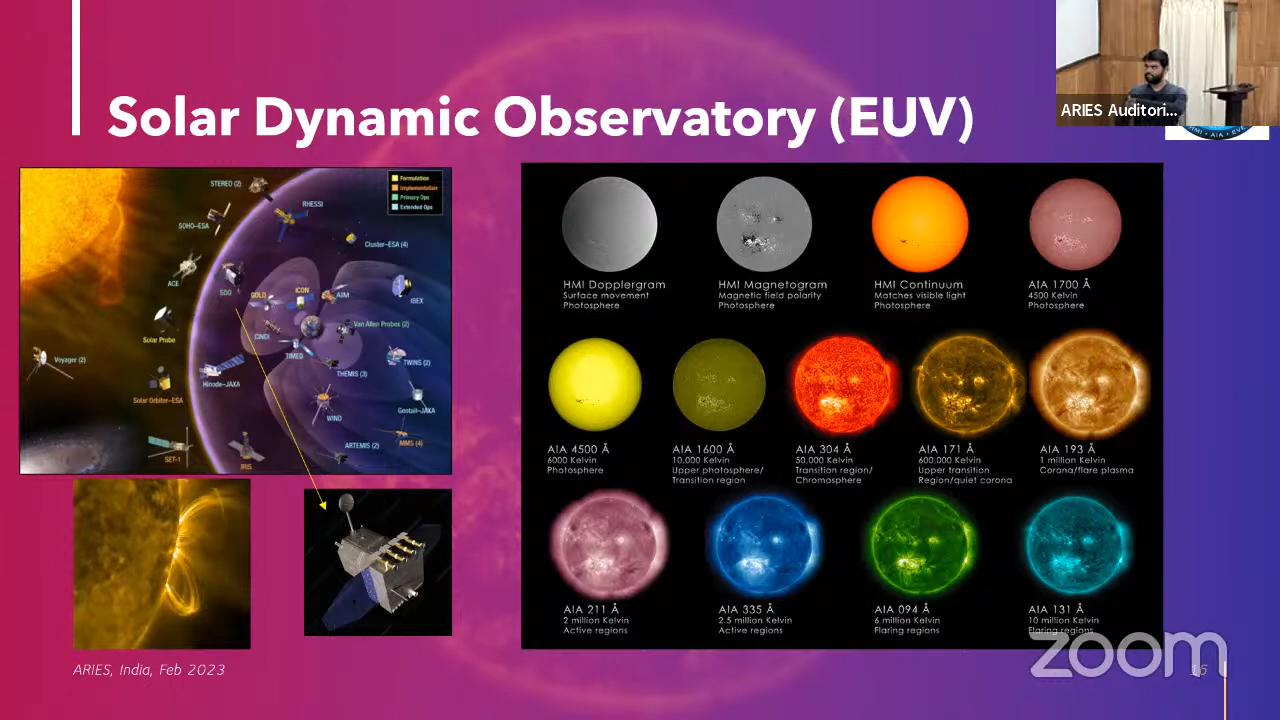 Solar Dynamic Observatory (EUV)
ARIES Auditori...
HMI • AIA • EVE
STEREO (2)
RHESSI
Formulation
Implementation
Primary Ops
Extended Ops
SOHO-ESA
Cluster-ESA (4)
ACE
SDO
GOLD
ICON
AIM
IBEX
Solar Probe
CINDI
Van Allen Probes (2)
TIMED
Voyager (2)
THEMIS (3)
TWINS (2)
Hinode-JAXA
Solar Orbiter-ESA
Geotail-JAXA
WIND
SET-1
IRIS
ARTEMIS (2)
MMS (4)
HMI Dopplergram
Surface movement
Photosphere
HMI Magnetogram
Magnetic field polarity
Photosphere
HMI Continuum
Matches visible light
Photosphere
AIA 1700 Å
4500 Kelvin
Photosphere
AIA 4500 Å
6000 Kelvin
Photosphere
AIA 1600 Å
10,000 Kelvin
Upper photosphere/
Transition region
AIA 304 Å
50,000 Kelvin
Transition region/
Chromosphere
AIA 171 Å
600,000 Kelvin
Upper transition
Region/quiet corona
AIA 193 Å
1 million Kelvin
Corona/flare plasma
AIA 211 Å
2 million Kelvin
Active regions
AIA 335 Å
2.5 million Kelvin
Active regions
AIA 094 Å
6 million Kelvin
Flaring regions
AIA 131 Å
10 million Kelvin
Flaring regions
ARIES, India, Feb 2023
zoom
16